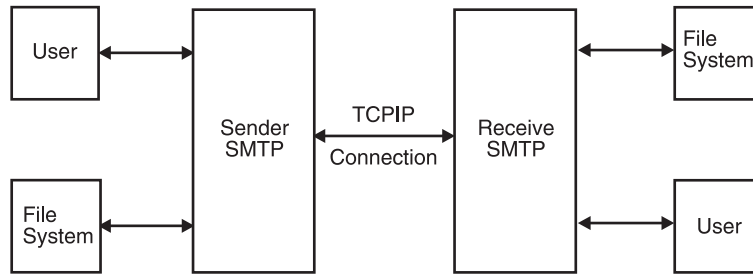 User
File
System
Sender
SMTP
TCPIP
Connection
Receive
SMTP
File
System
User